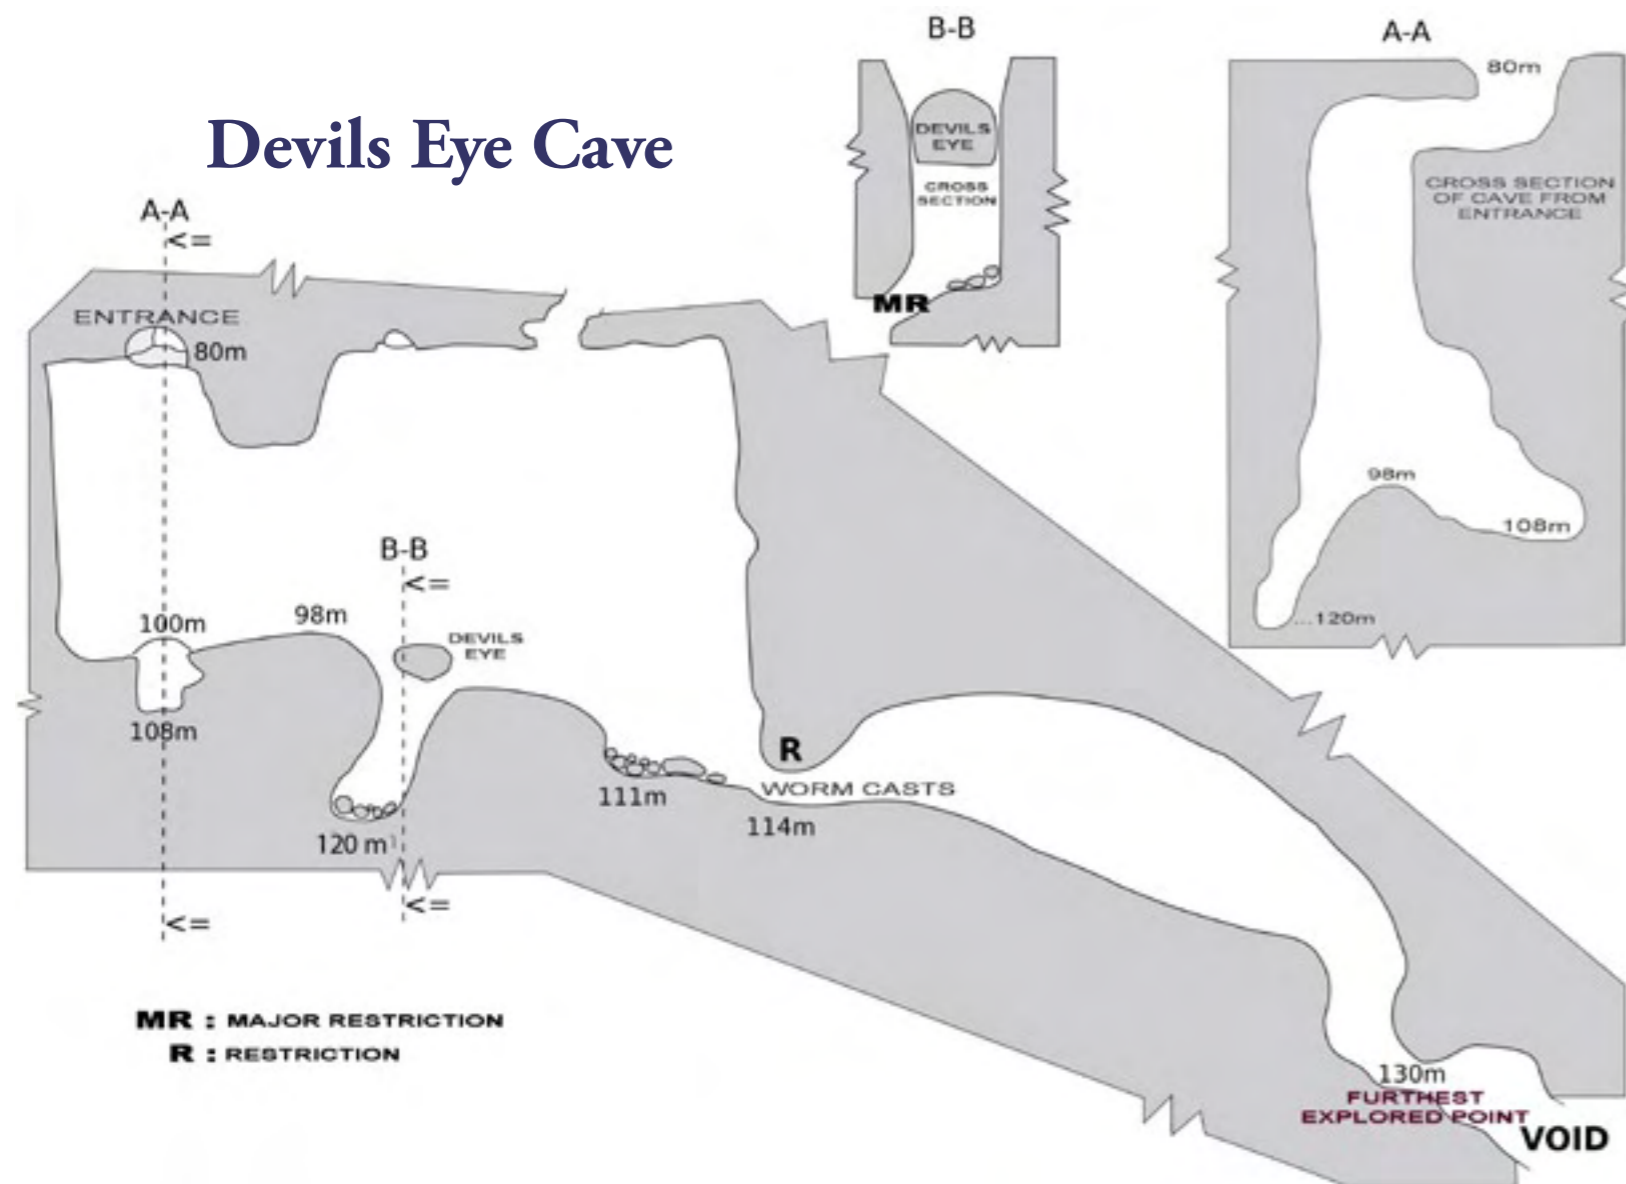 Devils Eye Cave
B-B
DEVILS
EYE
CROSS
SECTION
MR
A-A
80m
CROSS SECTION
OF CAVE FROM
ENTRANCE
98m
108m
...120m
A-A
<=
ENTRANCE
80m
B-B
<=
100m
98m
DEVILS
EYE
108m
R
WORM CASTS
111m
114m
120 m
<=
<=
MR : MAJOR RESTRICTION
R : RESTRICTION
130m
FURTHEST
EXPLORED POINT
VOID